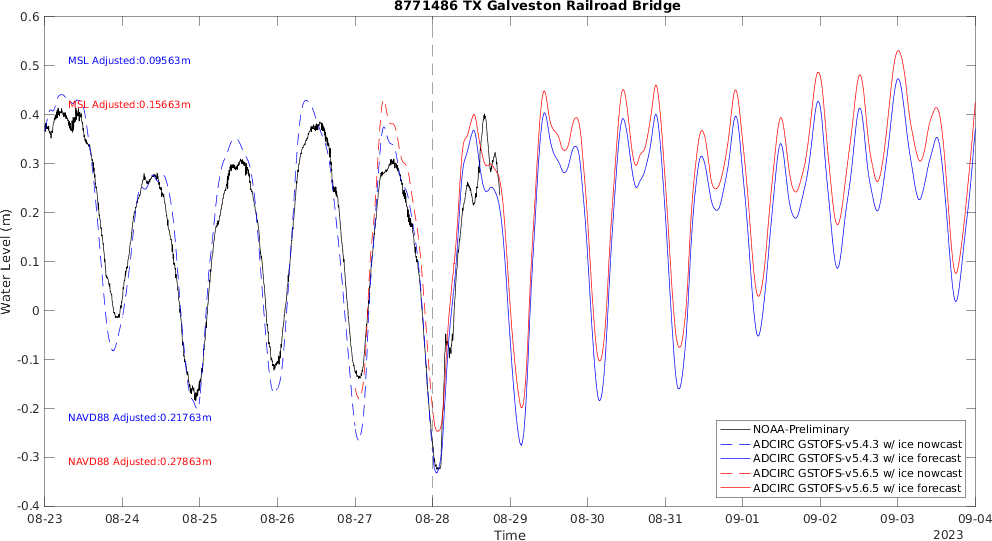 8771486 TX Galveston Railroad Bridge
0.6
0.5
0.4
0.3
0.2
0.1
0
-0.1
-0.2
-0.3
-0.4
Water Level (m)
MSL Adjusted:0.09563m
MSL Adjusted:0.15663m
NAVD88 Adjusted:0.21763m
NAVD88 Adjusted:0.27863m
NOAA-Preliminary
ADCIRC GSTOFS-v5.4.3 w/ ice nowcast
ADCIRC GSTOFS-v5.4.3 w/ ice forecast
ADCIRC GSTOFS-v5.6.5 w/ ice nowcast
ADCIRC GSTOFS-v5.6.5 w/ ice forecast
08-23 08-24 08-25 08-26 08-27 08-28 08-29 08-30 08-31 09-01 09-02 09-03 09-04
Time
2023